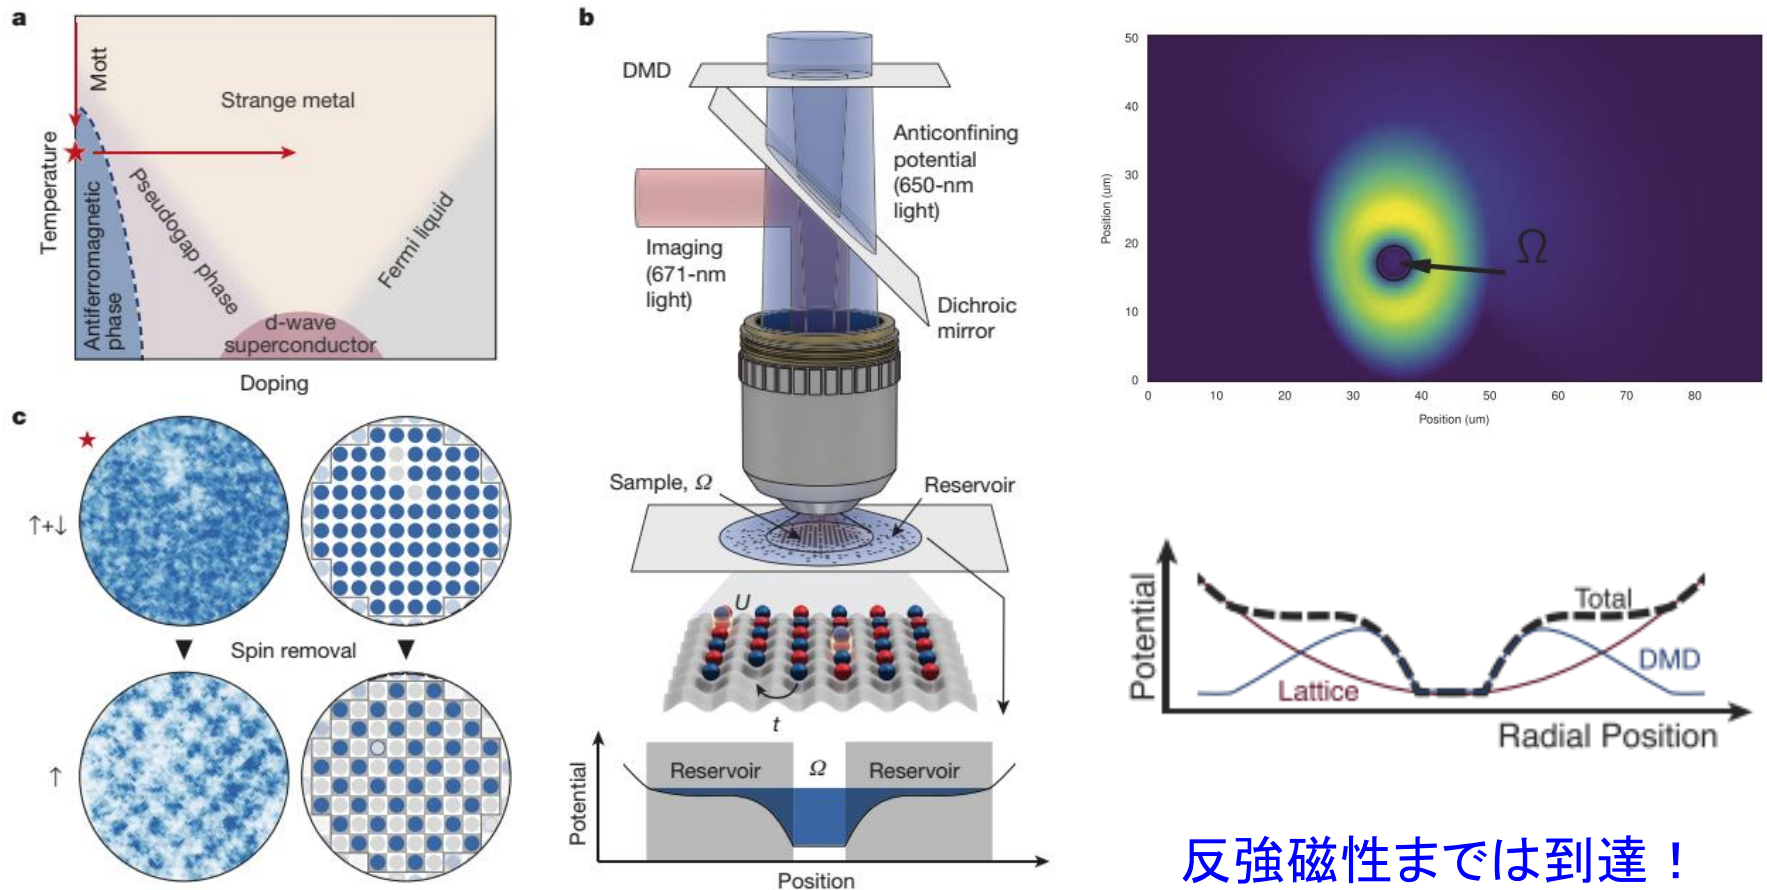 a
Mott
Strange metal
Temperature
Antiferromagnetic
phase
Pseudogap phase
Fermi liquid
d-wave
superconductor
Doping
b
DMD
Anticonfining
potential
(650-nm
light)
Imaging
(671-nm
light)
Dichroic
mirror
Sample, Ω
Reservoir
U
t
Potential
Reservoir
Ω
Reservoir
Position
c
↑+↓
Spin removal
↑
50
40
30
20
10
0
Position (um)
Ω
0
10
20
30
40
50
60
70
80
Position (um)
Potential
Total
DMD
Lattice
Radial Position
反強磁性までは到達！